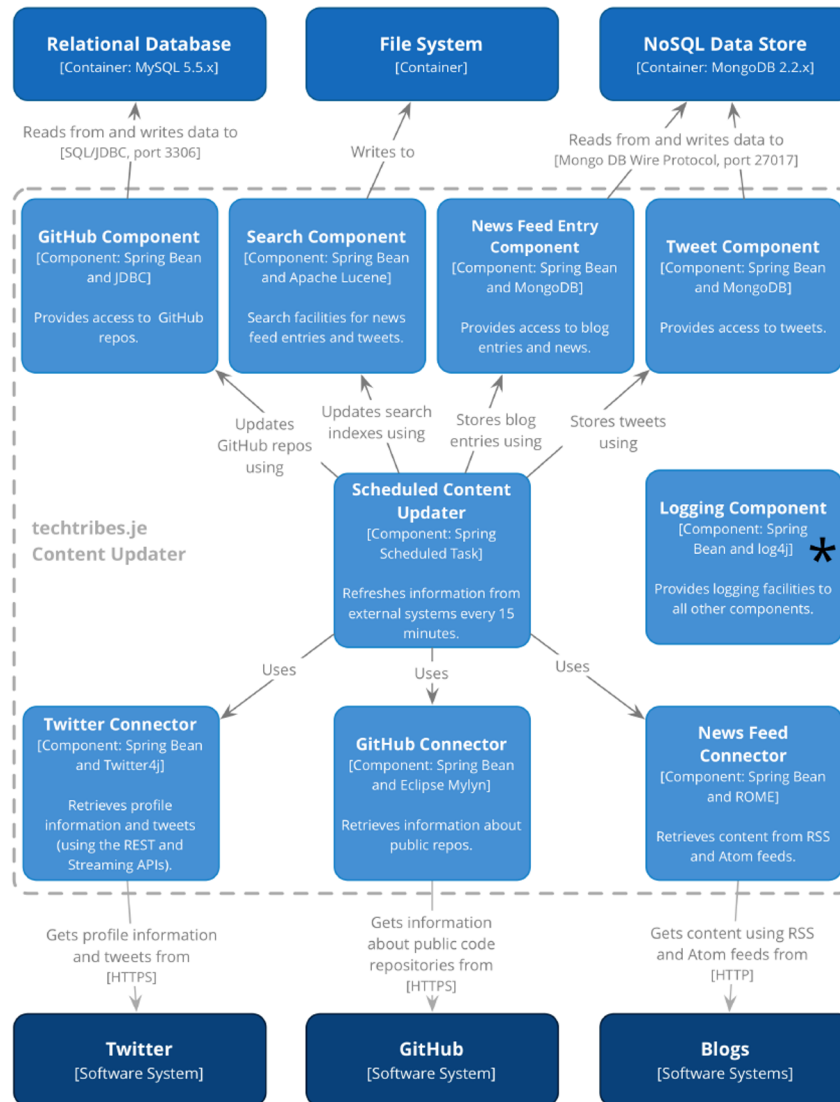 Relational Database
[Container: MySQL 5.5.x]
File System
[Container]
NoSQL Data Store
[Container: MongoDB 2.2.x]
Reads from and writes data to
[SQL/JDBC, port 3306]
Writes to
Reads from and writes data to
[Mongo DB Wire Protocol, port 27017]
GitHub Component
[Component: Spring Bean
and JDBC]
Provides access to GitHub
repos.
Search Component
[Component: Spring Bean
and Apache Lucene]
Search facilities for news
feed entries and tweets.
News Feed Entry
Component
[Component: Spring Bean
and MongoDB]
Provides access to blog
entries and news.
Tweet Component
[Component: Spring Bean
and MongoDB]
Provides access to tweets.
Updates
GitHub repos
using
Updates search
indexes using
Stores blog
entries using
Stores tweets
using
techtribes.je
Content Updater
Scheduled Content
Updater
[Component: Spring
Scheduled Task]
Refreshes information from
external systems every 15
minutes.
Logging Component
[Component: Spring
Bean and log4j]
*
Provides logging facilities to
all other components.
Uses
Uses
Uses
Twitter Connector
[Component: Spring Bean
and Twitter4j]
Retrieves profile
information and tweets
(using the REST and
Streaming APIs).
GitHub Connector
[Component: Spring Bean
and Eclipse Mylyn]
Retrieves information about
public repos.
News Feed
Connector
[Component: Spring Bean
and ROME]
Retrieves content from RSS
and Atom feeds.
Gets profile information
and tweets from
[HTTPS]
Gets information
about public code
repositories from
[HTTPS]
Gets content using RSS
and Atom feeds from
[HTTP]
Twitter
[Software System]
GitHub
[Software System]
Blogs
[Software Systems]